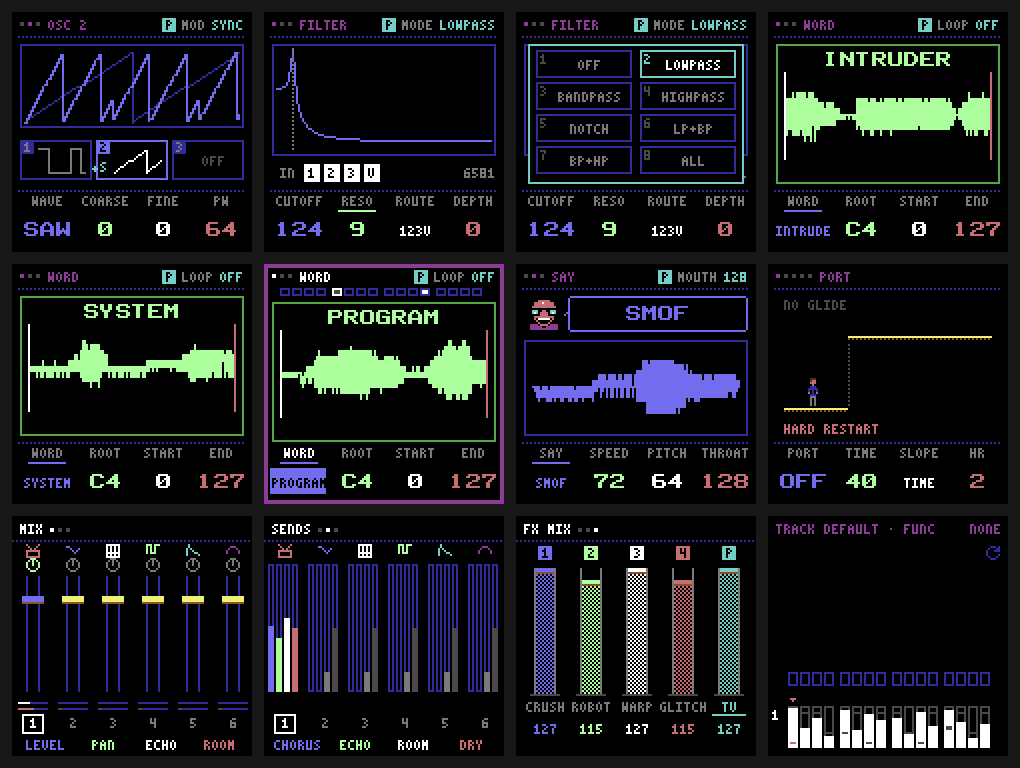 OSC 2 P MOD SYNC
1 2 3 OFF
+S
WAVE COARSE FINE PW
SAW 0 0 64
FILTER P MODE LOWPASS
IN 1 2 3 V 6581
CUTOFF RESO ROUTE DEPTH
124 9 123V 0
FILTER P MODE LOWPASS
1 OFF 2 LOWPASS
3 BANDPASS 4 HIGHPASS
5 NOTCH 6 LP+BP
7 BP+HP 8 ALL
CUTOFF RESO ROUTE DEPTH
124 9 123V 0
WORD P LOOP OFF
INTRUDER
WORD ROOT START END
INTRUDE C4 0 127
WORD P LOOP OFF
SYSTEM
WORD ROOT START END
SYSTEM C4 0 127
WORD P LOOP OFF
PROGRAM
WORD ROOT START END
PROGRAM C4 0 127
SAY P MOUTH 128
SMOF
SAY SPEED PITCH THROAT
SMOF 72 64 128
PORT
NO GLIDE
HARD RESTART
PORT TIME SLOPE HR
OFF 40 TIME 2
MIX
1 2 3 4 5 6
LEVEL PAN ECHO ROOM
SENDS
1 2 3 4 5 6
CHORUS ECHO ROOM DRY
FX MIX
1 2 3 4 P
CRUSH ROBOT WARP GLITCH TV
127 115 127 115 127
TRACK DEFAULT · FUNC NONE
1